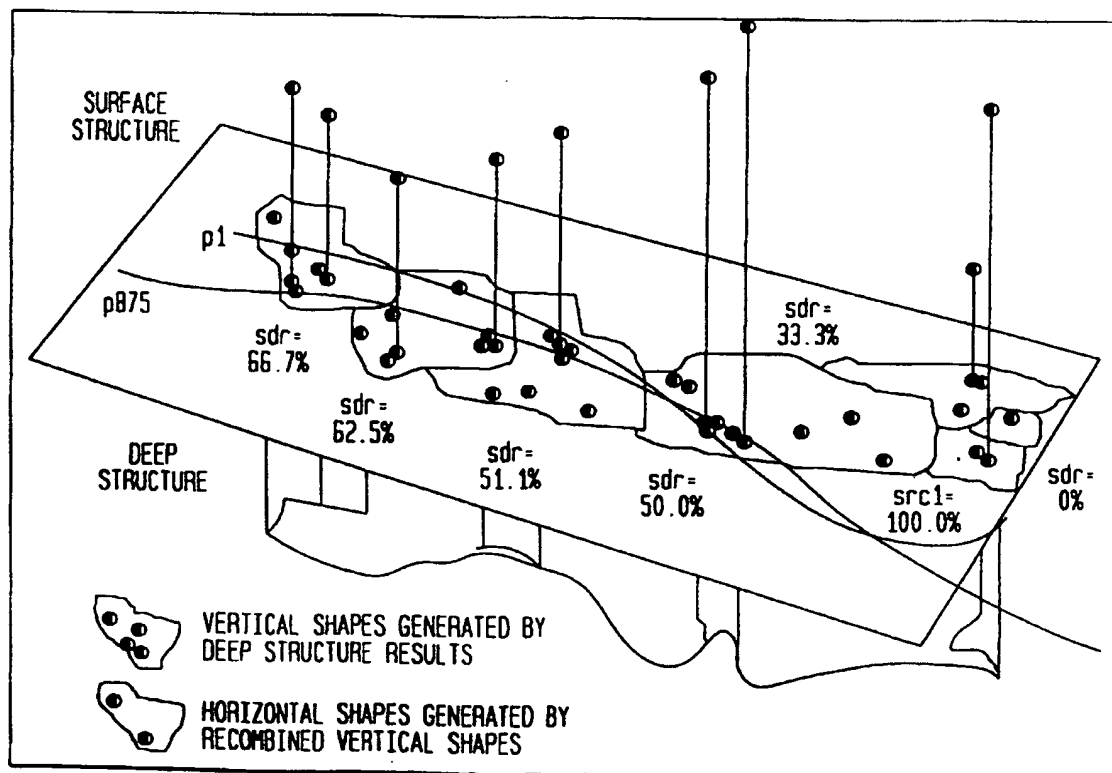 SURFACE
STRUCTURE
p1
p875
sdr=
66.7%
sdr=
62.5%
sdr=
51.1%
sdr=
50.0%
sdr=
33.3%
src1=
100.0%
sdr=
0%
DEEP
STRUCTURE
VERTICAL SHAPES GENERATED BY
DEEP STRUCTURE RESULTS
HORIZONTAL SHAPES GENERATED BY
RECOMBINED VERTICAL SHAPES